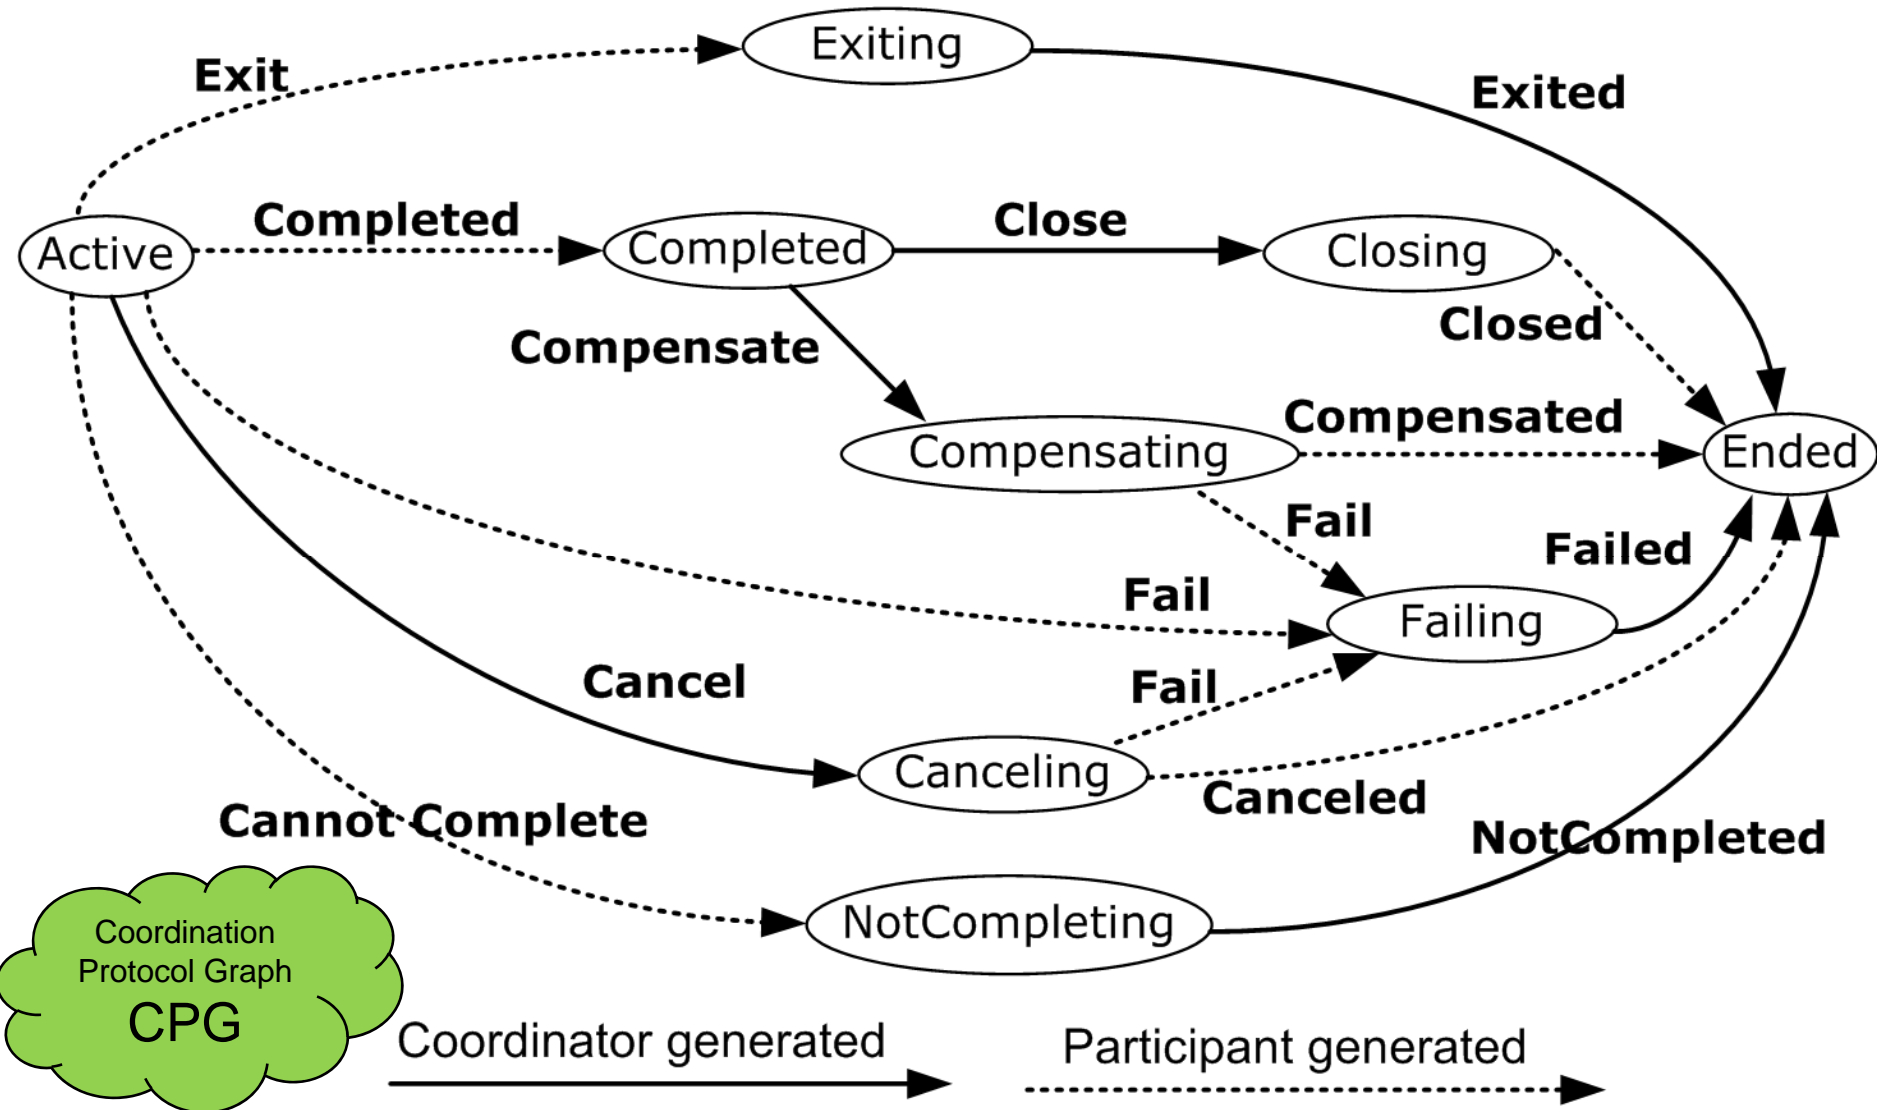 Exiting
Exit
Exited
Completed
Close
Active
Completed
Closing
Closed
Compensate
Compensated
Compensating
Ended
Fail
Failed
Fail
Failing
Cancel
Fail
Canceling
Canceled
Cannot Complete
NotCompleted
NotCompleting
Coordination
Protocol Graph
CPG
Coordinator generated
Participant generated